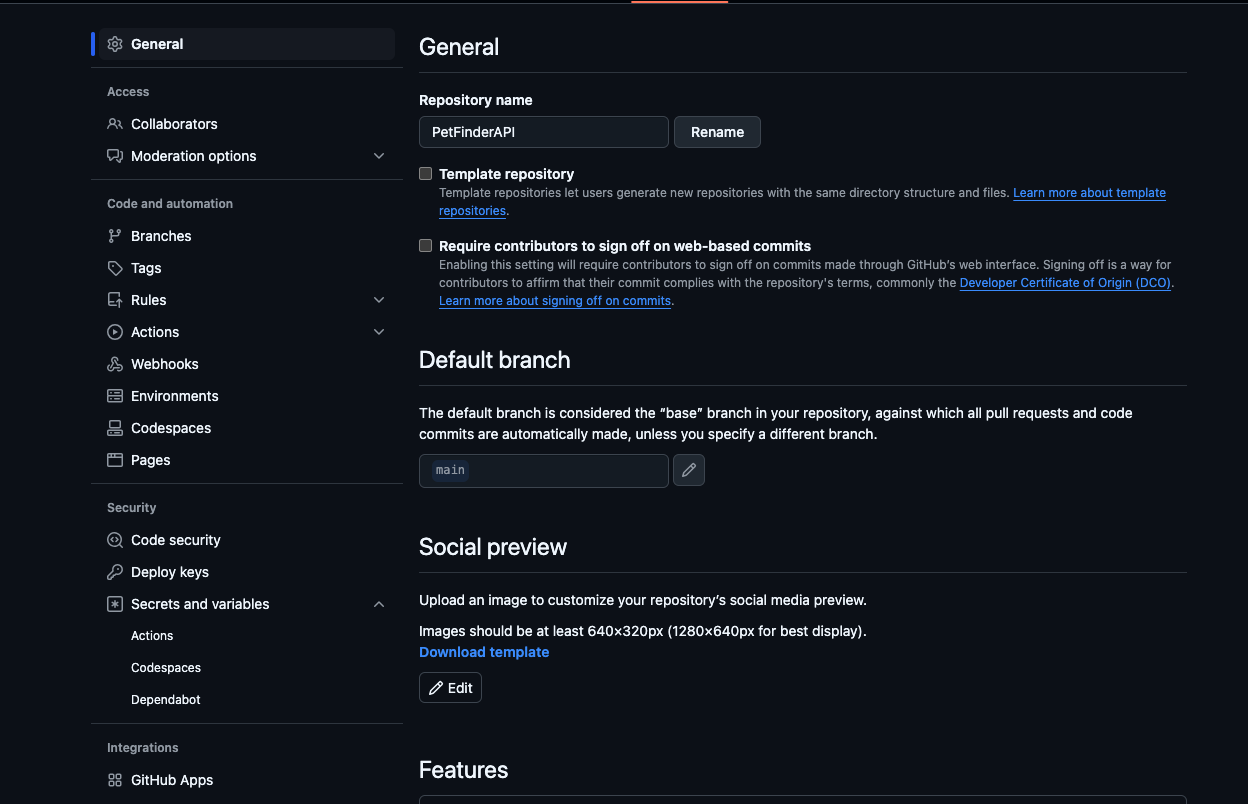 General
Access
Collaborators
Moderation options
Code and automation
Branches
Tags
Rules
Actions
Webhooks
Environments
Codespaces
Pages
Security
Code security
Deploy keys
Secrets and variables
Actions
Codespaces
Dependabot
Integrations
GitHub Apps
General
Repository name
PetFinderAPI
Rename
Template repository
Template repositories let users generate new repositories with the same directory structure and files. Learn more about template
repositories.
Require contributors to sign off on web-based commits
Enabling this setting will require contributors to sign off on commits made through GitHub's web interface. Signing off is a way for
contributors to affirm that their commit complies with the repository's terms, commonly the Developer Certificate of Origin (DCO).
Learn more about signing off on commits.
Default branch
The default branch is considered the “base” branch in your repository, against which all pull requests and code
commits are automatically made, unless you specify a different branch.
main
Social preview
Upload an image to customize your repository’s social media preview.
Images should be at least 640×320px (1280×640px for best display).
Download template
Edit
Features